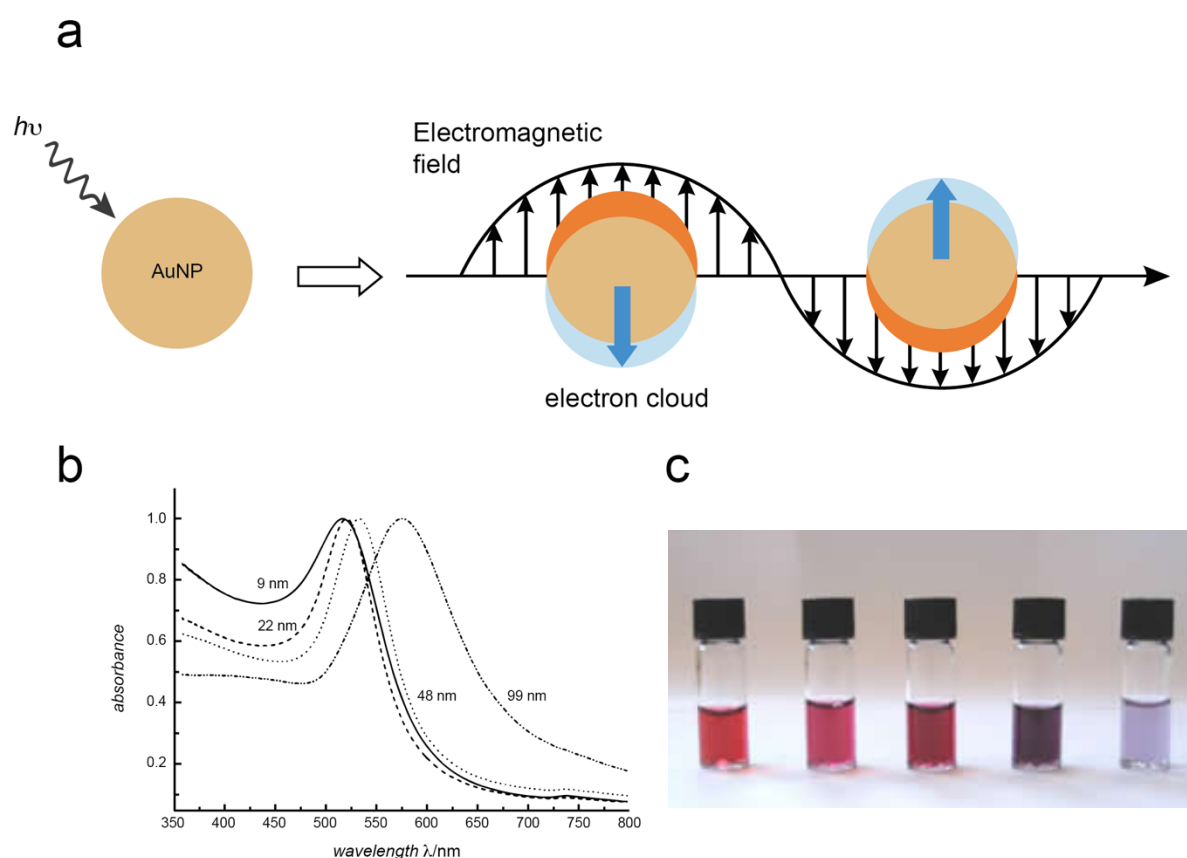 a
hυ
AuNP
Electromagnetic
field
electron cloud
b
absorbance
1.0
0.8
0.6
0.4
0.2
9 nm
22 nm
48 nm
99 nm
350 400 450 500 550 600 650 700 750 800
wavelength λ/nm
c